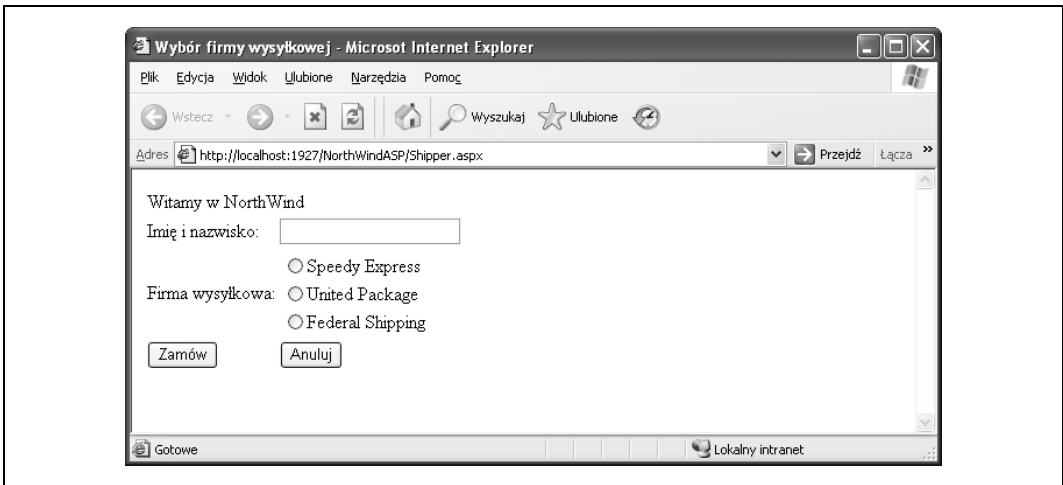 Wybór firmy wysyłkowej - Microsot Internet Explorer
Plik Edycja Widok Ulubione Narzędzia Pomoc
Wstecz Wyszukaj Ulubione
Adres http://localhost:1927/NorthWindASP/Shipper.aspx Przejdź Łącza »
Witamy w NorthWind
Imię i nazwisko:
Speedy Express
Firma wysyłkowa: United Package
Federal Shipping
Zamów Anuluj
Gotowe Lokalny intranet